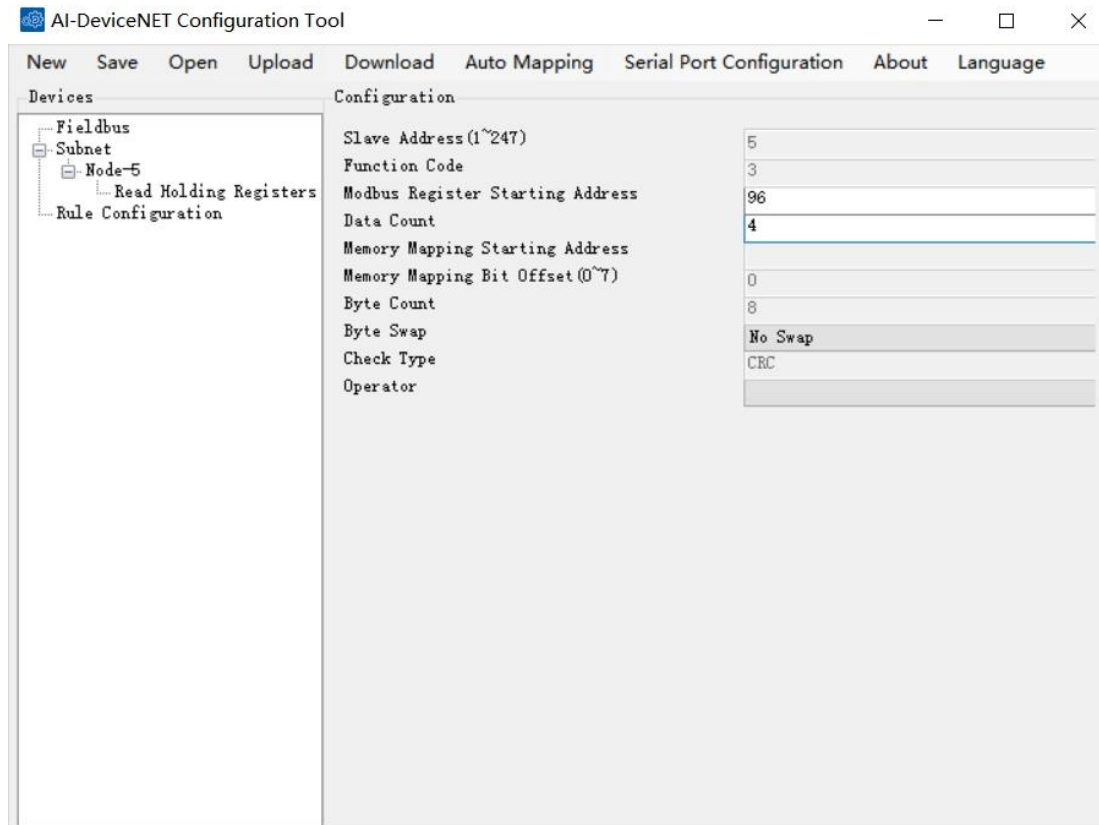 AI-DeviceNET Configuration Tool
New Save Open Upload Download Auto Mapping Serial Port Configuration About Language
Devices
Fieldbus
Subnet
Node-5
Read Holding Registers
Rule Configuration
Configuration
Slave Address(1~247) 5
Function Code 3
Modbus Register Starting Address 96
Data Count 4
Memory Mapping Starting Address
Memory Mapping Bit Offset(0~7) 0
Byte Count 8
Byte Swap No Swap
Check Type CRC
Operator